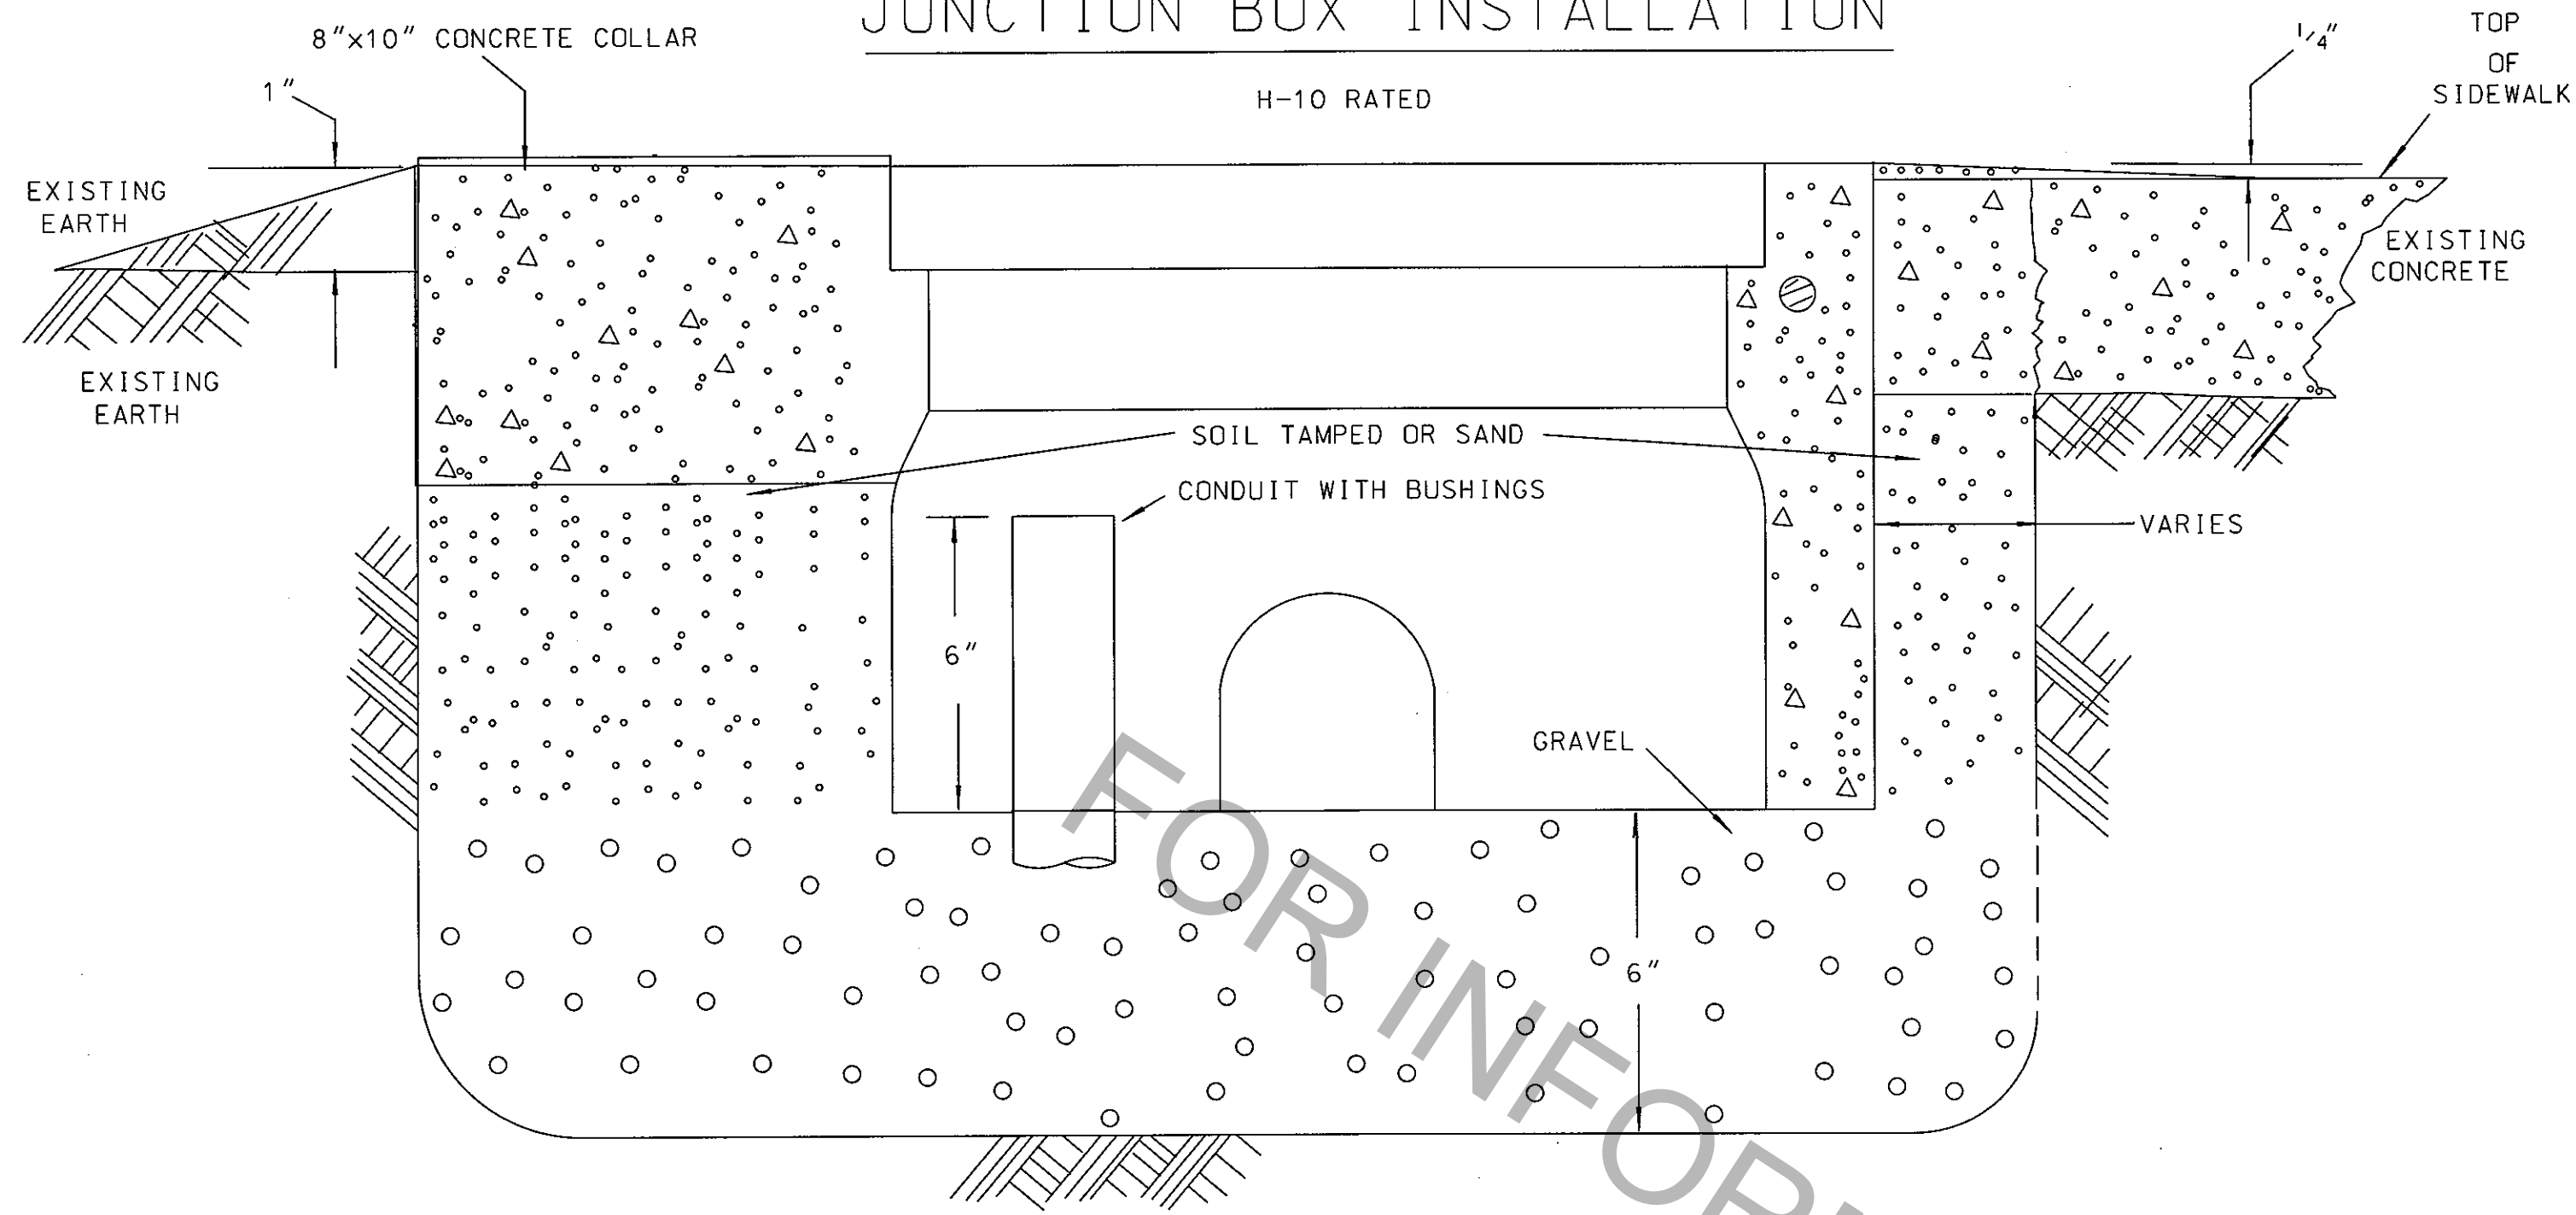 JUNCTION BOX INSTALLATION
8"x10" CONCRETE COLLAR
1"
H-10 RATED
1/4"
TOP
OF
SIDEWALK
EXISTING
EARTH
EXISTING
CONCRETE
EXISTING
EARTH
SOIL TAMPED OR SAND
CONDUIT WITH BUSHINGS
VARIES
6"
GRAVEL
6"
FOR